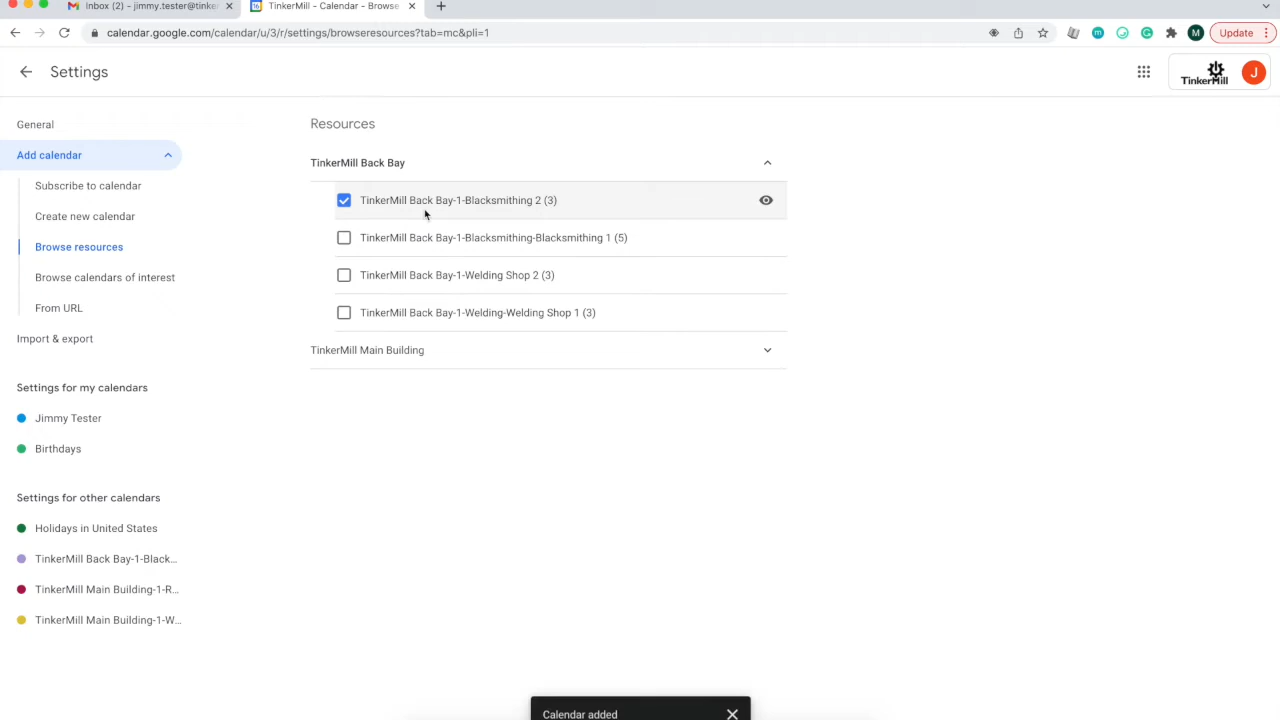 Inbox (2) - jimmy.tester@tinker
TinkerMill - Calendar - Browse
calendar.google.com/calendar/u/3/r/settings/browseresources?tab=mc&pli=1
M
Update
Settings
TinkerMill
J
General
Add calendar
Subscribe to calendar
Create new calendar
Browse resources
Browse calendars of interest
From URL
Import & export
Settings for my calendars
Jimmy Tester
Birthdays
Settings for other calendars
Holidays in United States
TinkerMill Back Bay-1-Black...
TinkerMill Main Building-1-R...
TinkerMill Main Building-1-W...
Resources
TinkerMill Back Bay
TinkerMill Back Bay-1-Blacksmithing 2 (3)
TinkerMill Back Bay-1-Blacksmithing-Blacksmithing 1 (5)
TinkerMill Back Bay-1-Welding Shop 2 (3)
TinkerMill Back Bay-1-Welding-Welding Shop 1 (3)
TinkerMill Main Building
Calendar added